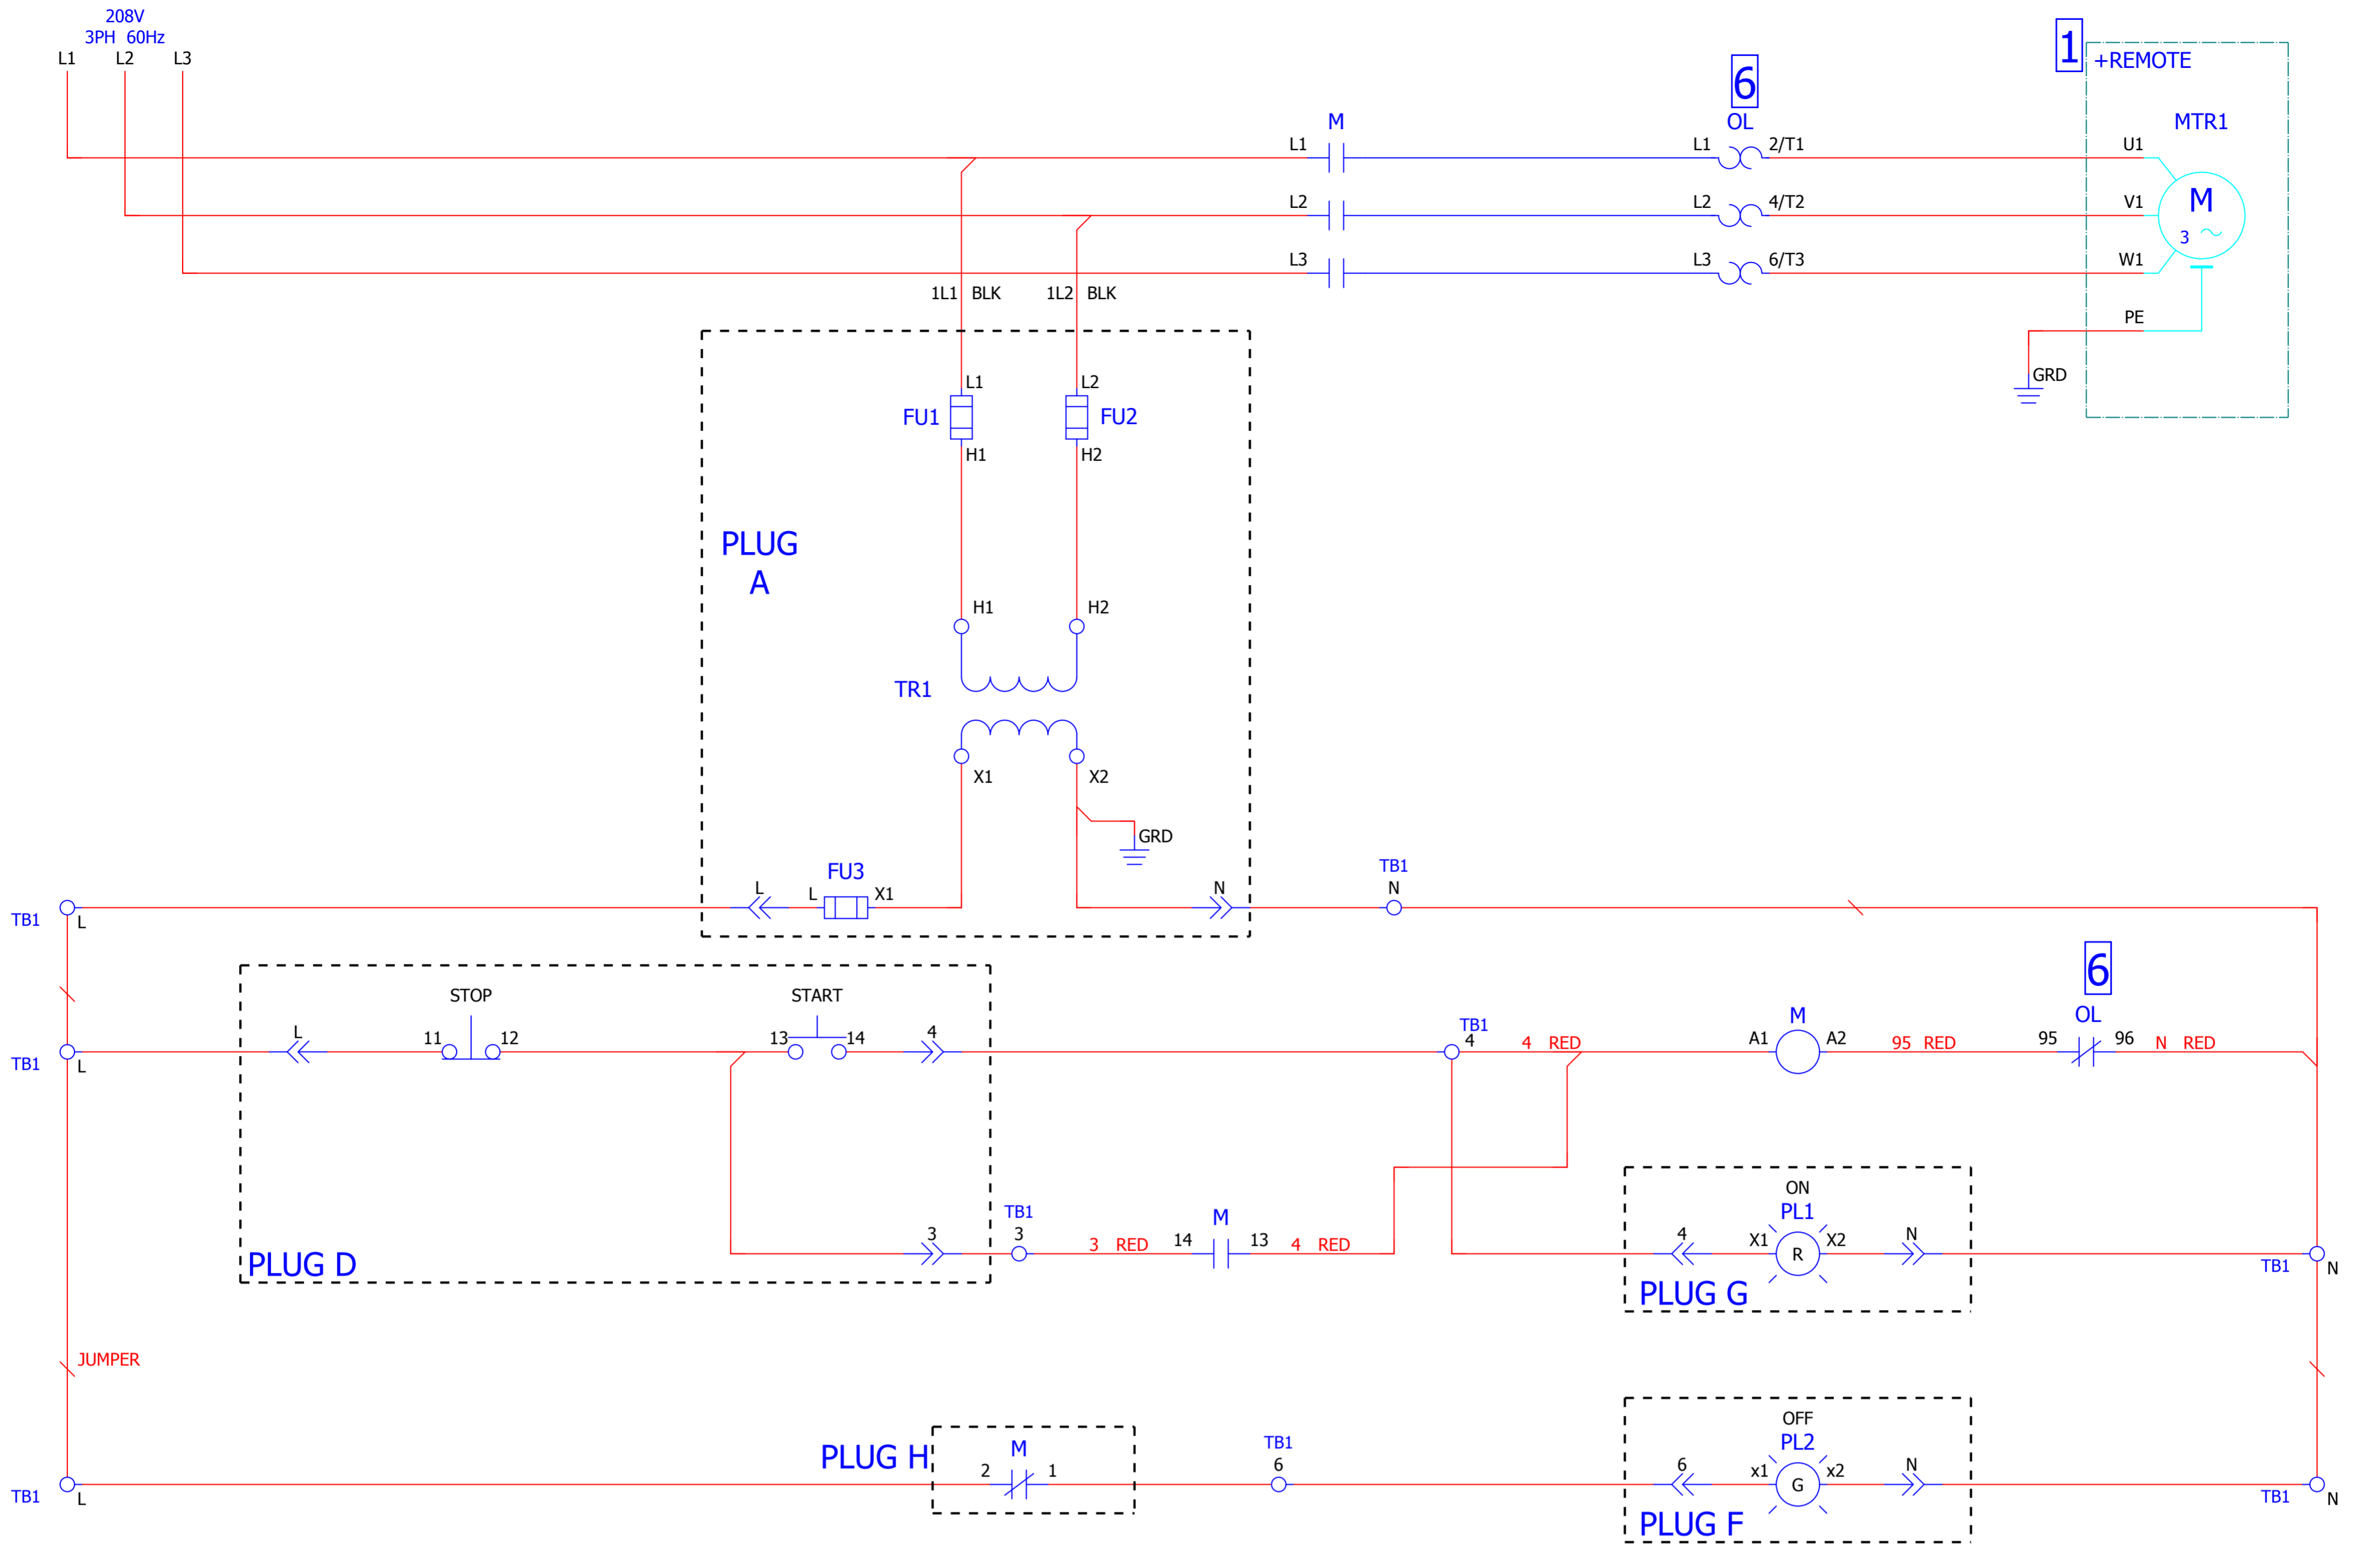 208V
3PH 60Hz
L1 L2 L3
1
+REMOTE
6
M
OL
MTR1
L1
L1
2/T1
U1
L2
L2
4/T2
V1
M
3
L3
L3
6/T3
W1
1L1 BLK
1L2 BLK
PE
GRD
L1
L2
FU1
FU2
H1
H2
PLUG
A
H1
H2
TR1
X1
X2
GRD
FU3
TB1
L
L
X1
N
N
TB1
L
6
STOP
START
TB1
M
OL
L
11
12
13
14
4
4
4 RED
A1
A2
95 RED
95
96
N RED
TB1
L
ON
PL1
TB1
M
3
3
3 RED
14
13
4 RED
4
X1
R
X2
N
PLUG D
TB1
N
PLUG G
JUMPER
OFF
PL2
TB1
PLUG H
M
2
1
6
6
x1
G
x2
N
TB1
L
TB1
N
PLUG F